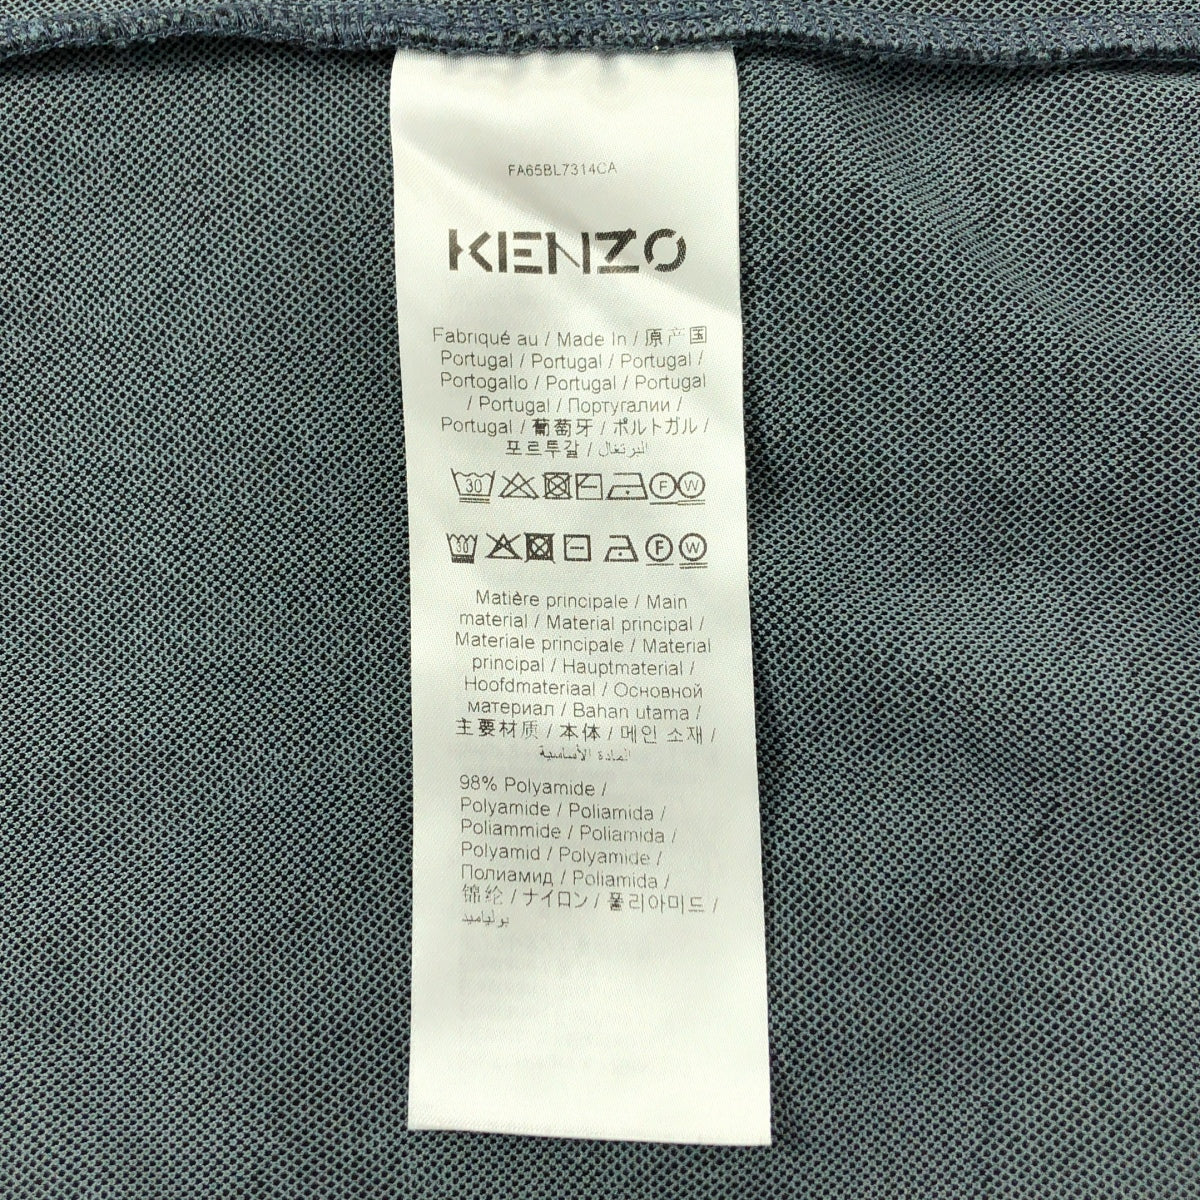 FA65BL7314CA
KENZO
Fabriqué au / Made In / 原产国
Portugal / Portugal / Portugal /
Portogallo / Portugal / Portugal
/ Portugal / Португалии /
Portugal / 葡萄牙 / ポルトガル /
포르투갈 / البرتغال
30 F W
30 F W
Matière principale / Main
material / Material principal /
Materiale principale / Material
principal / Hauptmaterial /
Hoofdmateriaal / Основной
материал / Bahan utama /
主要材质 / 本体 / 메인 소재 /
المادة الأساسية
98% Polyamide /
Polyamide / Poliamida /
Poliammide / Poliamida /
Polyamid / Polyamide /
Полиамид / Poliamida /
锦纶 / ナイロン / 폴리아미드 /
بولياميد